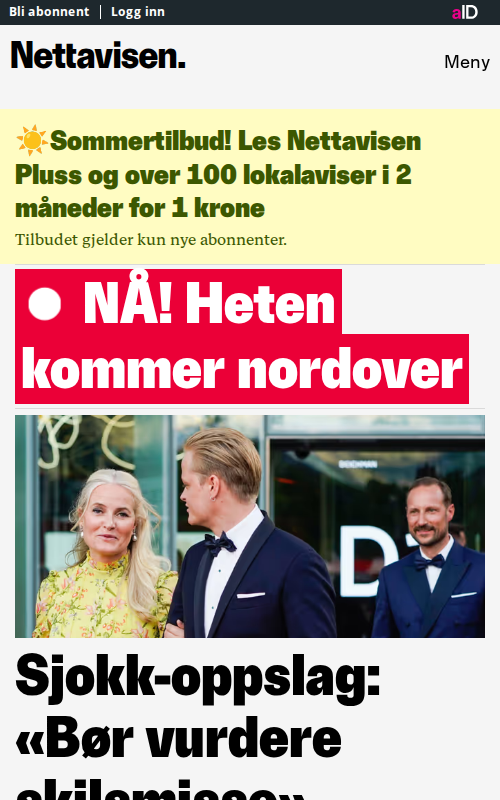 Bli abonnent | Logg inn
aID
Nettavisen.
Meny
Sommertilbud! Les Nettavisen
Pluss og over 100 lokalaviser i 2
måneder for 1 krone
Tilbudet gjelder kun nye abonnenter.
NÅ! Heten
kommer nordover
Sjokk-oppslag:
«Bør vurdere
skilsmisse»